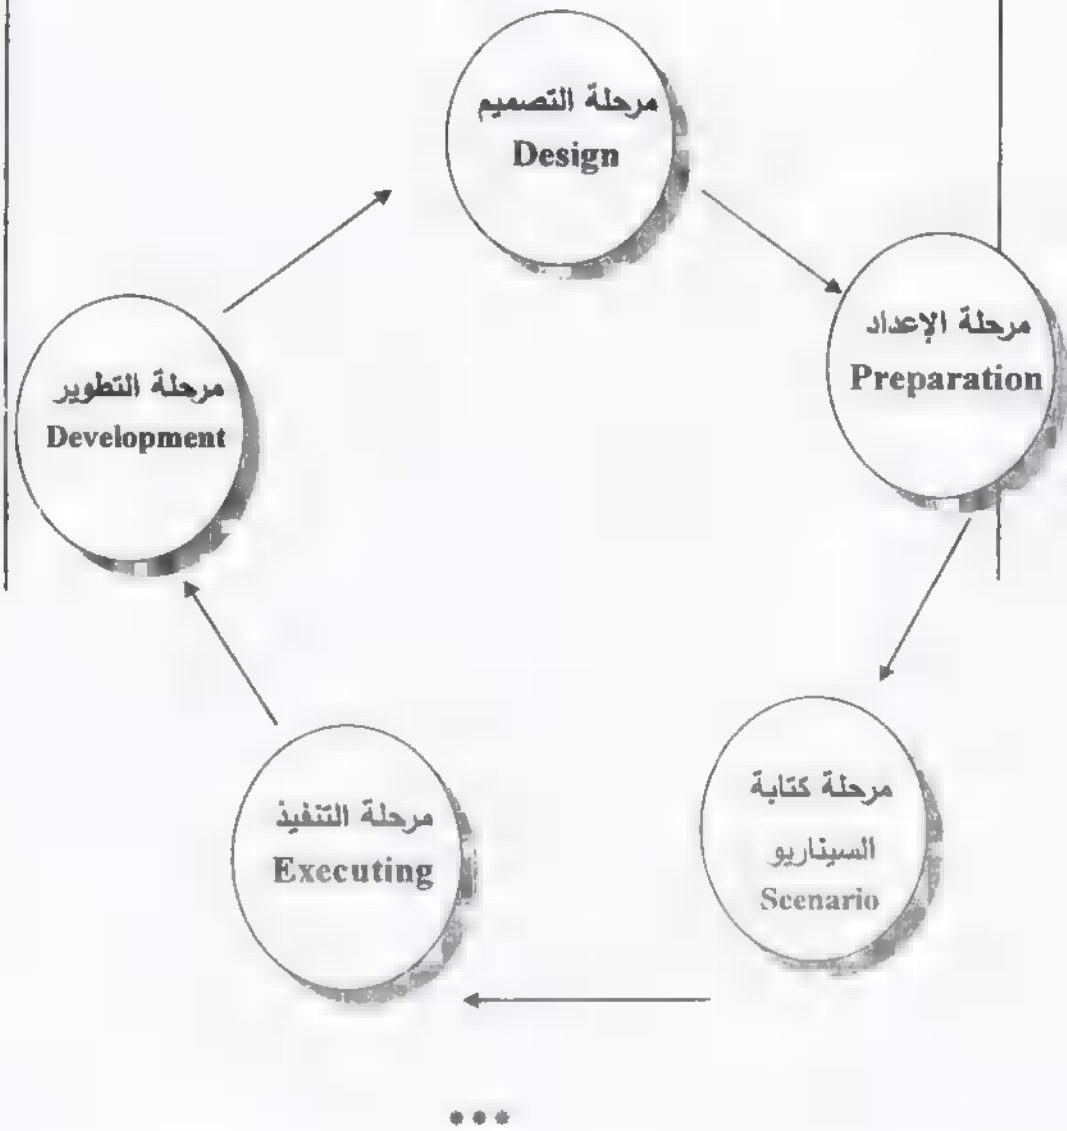 مرحلة التصميم
Design
مرحلة الإعداد
Preparation
مرحلة كتابة
السيناريو
Scenario
مرحلة التنفيذ
Executing
مرحلة التطوير
Development
•••